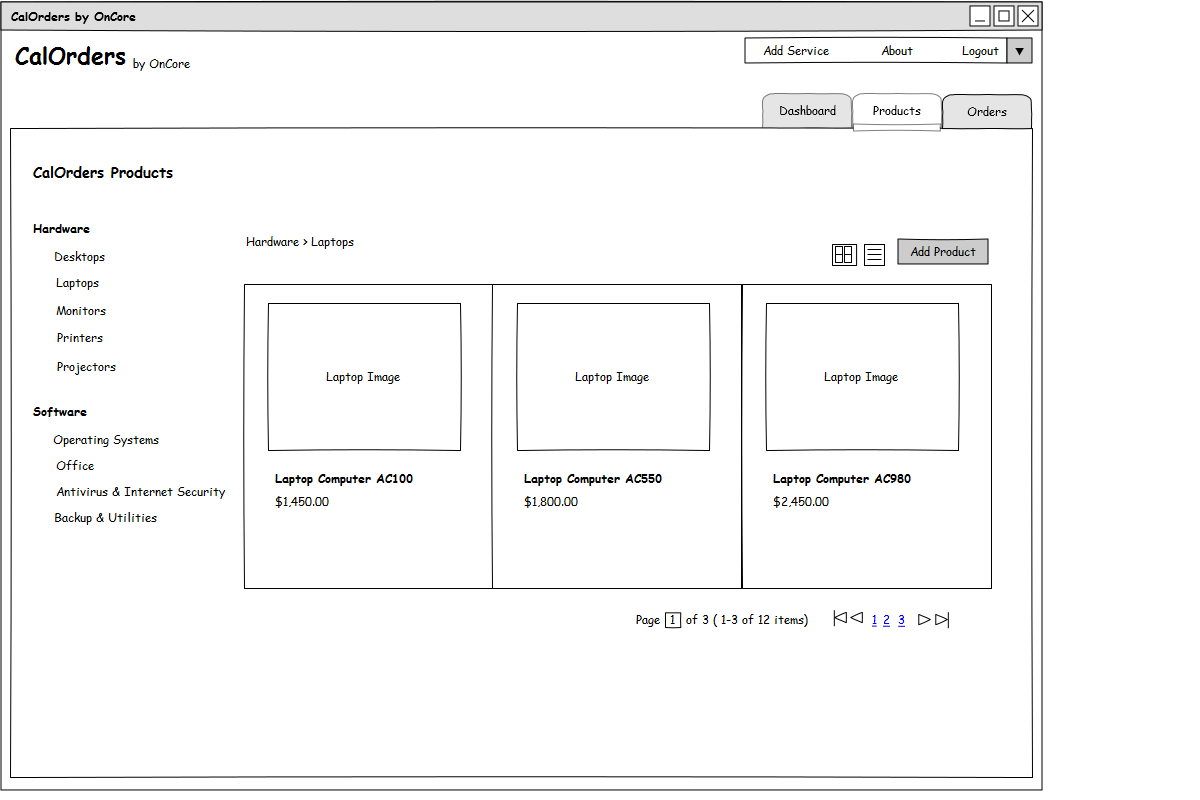 CalOrders by OnCore
CalOrders by OnCore
Add Service About Logout
Dashboard Products Orders
CalOrders Products
Hardware
Desktops
Laptops
Monitors
Printers
Projectors
Software
Operating Systems
Office
Antivirus & Internet Security
Backup & Utilities
Hardware > Laptops
Add Product
Laptop Image Laptop Image Laptop Image
Laptop Computer AC100 Laptop Computer AC550 Laptop Computer AC980
$1,450.00 $1,800.00 $2,450.00
Page 1 of 3 ( 1-3 of 12 items) 1 2 3